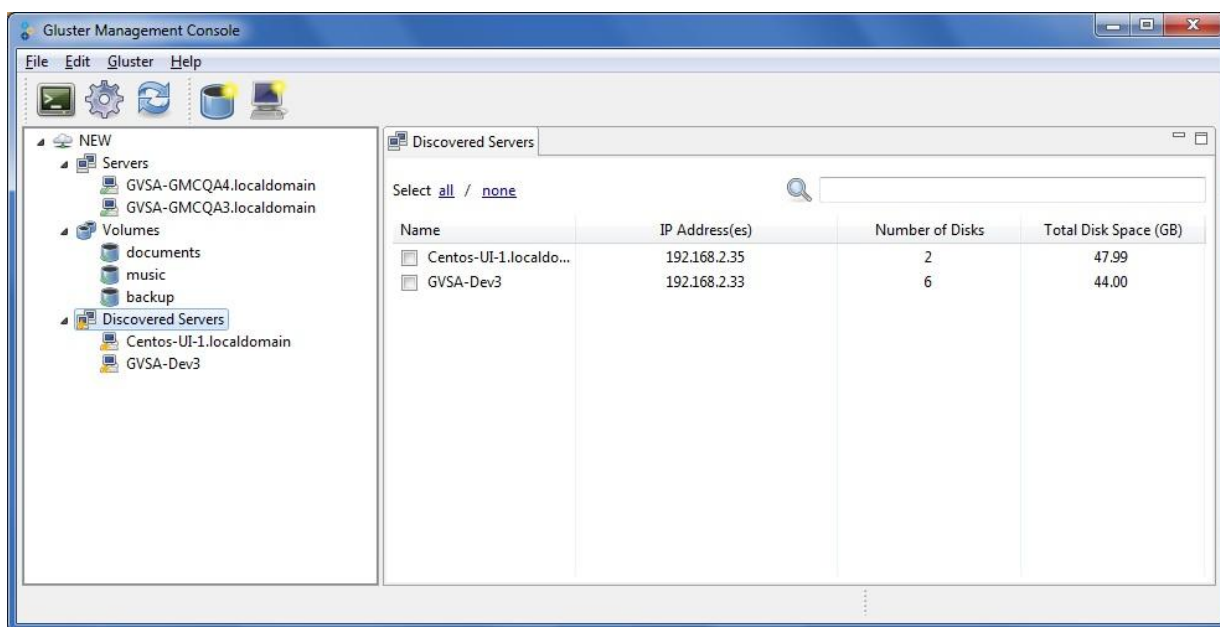 Gluster Management Console
File Edit Gluster Help
NEW
Servers
GVSA-GMCQA4.localdomain
GVSA-GMCQA3.localdomain
Volumes
documents
music
backup
Discovered Servers
Centos-UI-1.localdomain
GVSA-Dev3
Discovered Servers
Select all / none
Name IP Address(es) Number of Disks Total Disk Space (GB)
Centos-UI-1.localdo... 192.168.2.35 2 47.99
GVSA-Dev3 192.168.2.33 6 44.00